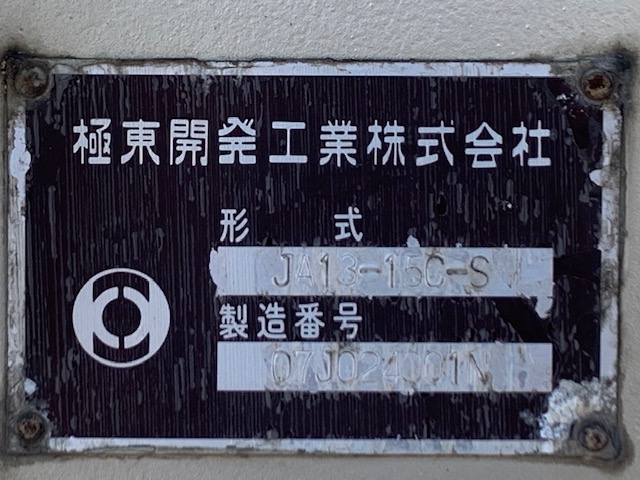 極東開発工業株式会社
形 式
JA13-15C-S
製造番号
07J024001N